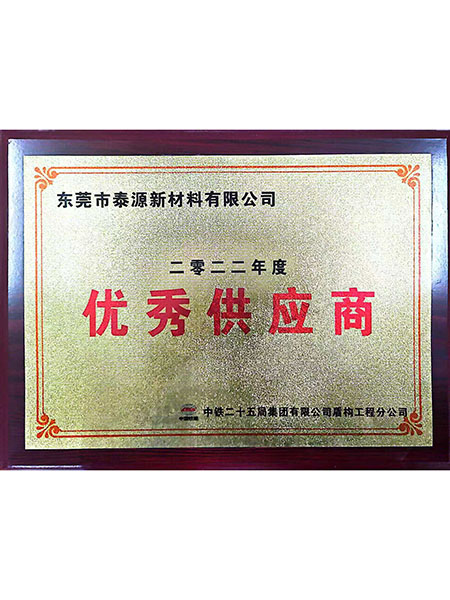 东莞市泰源新材料有限公司
二零二二年度
优秀供应商
中铁二十五局集团有限公司盾构工程分公司